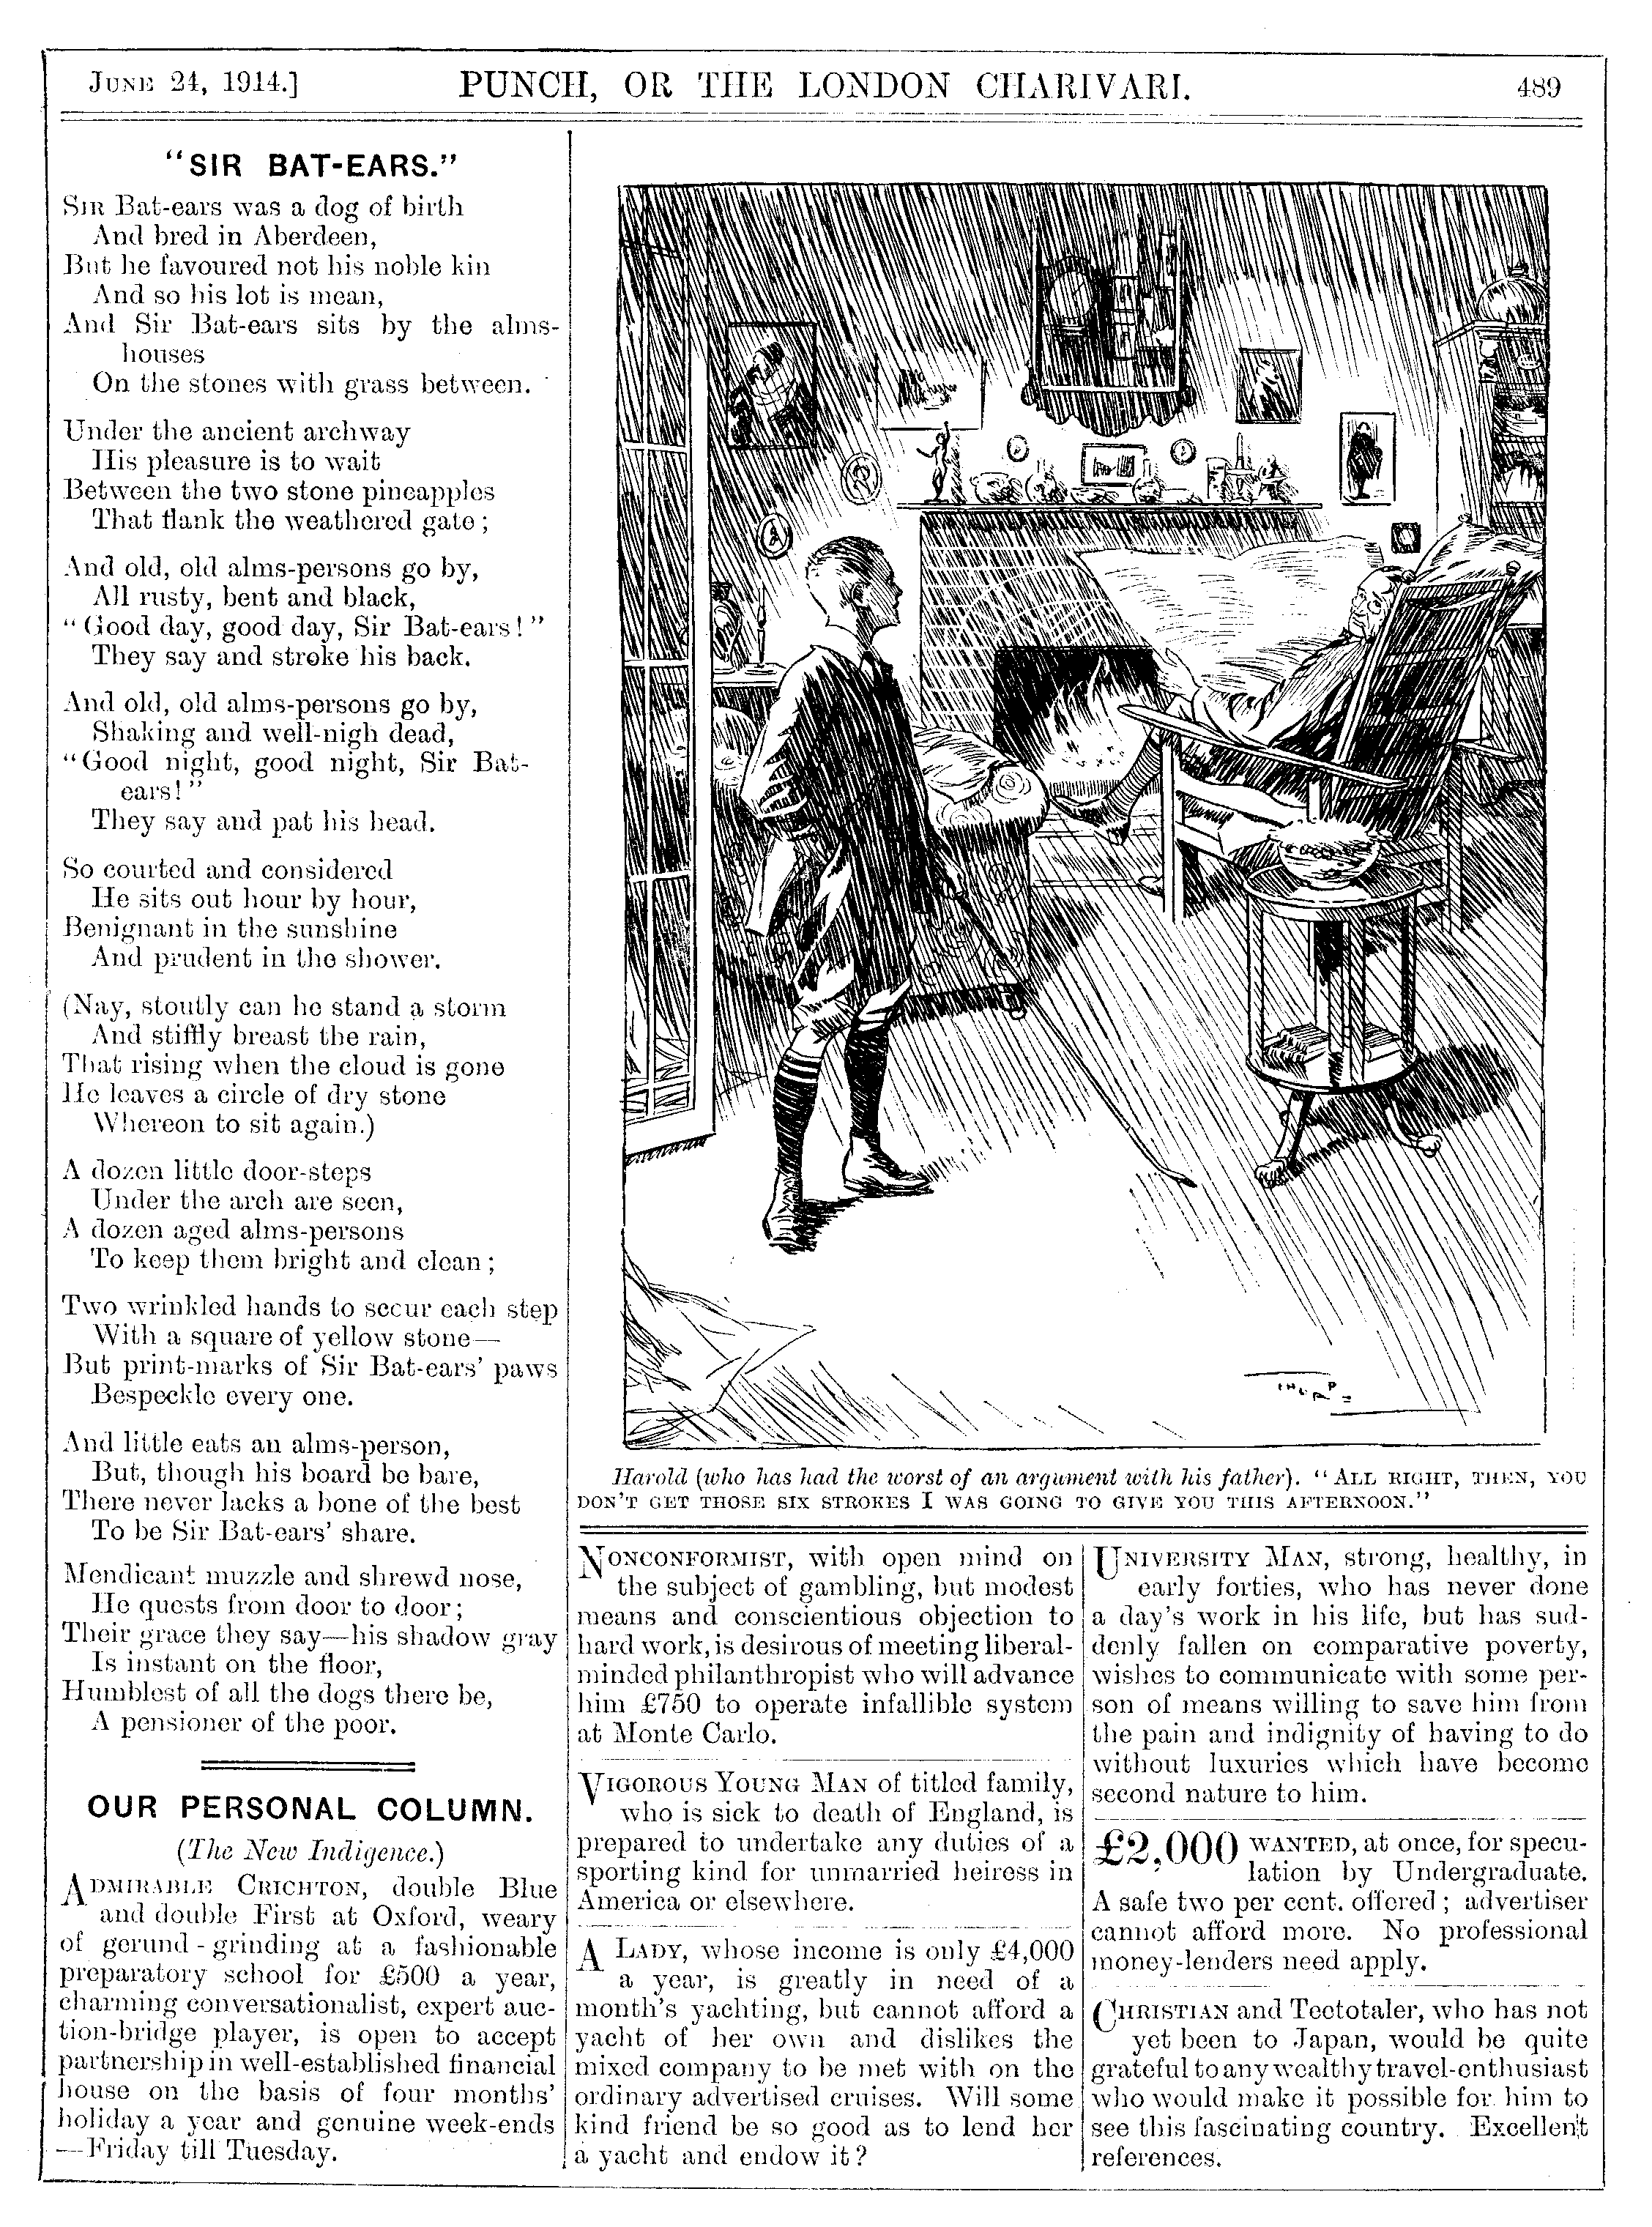 JUNE 24, 1914.]
PUNCH, OR THE LONDON CHARIVARI.
489
"SIR BAT-EARS."
SIR Bat-ears was a dog of birth
And bred in Aberdeen,
But he favoured not his noble kin
And so his lot is mean,
And Sir Bat-ears sits by the alms-
houses
On the stones with grass between.
Under the ancient archway
His pleasure is to wait
Between the two stone pineapples
That flank the weathered gate;
And old, old alms-persons go by,
All rusty, bent and black,
"Good day, good day, Sir Bat-ears!"
They say and stroke his back.
And old, old alms-persons go by,
Shaking and well-nigh dead,
"Good night, good night, Sir Bat-
ears!"
They say and pat his head.
So courted and considered
He sits out hour by hour,
Benignant in the sunshine
And prudent in the shower.
(Nay, stoutly can he stand a storm
And stiffly breast the rain,
That rising when the cloud is gone
He leaves a circle of dry stone
Whereon to sit again.)
A dozen little door-steps
Under the arch are seen,
A dozen aged alms-persons
To keep them bright and clean;
Two wrinkled hands to scour each step
With a square of yellow stone—
But print-marks of Sir Bat-ears' paws
Bespeckle every one.
And little eats an alms-person,
But, though his board be bare,
There never lacks a bone of the best
To be Sir Bat-ears' share.
Mendicant muzzle and shrewd nose,
He quests from door to door;
Their grace they say—his shadow gray
Is instant on the floor,
Humblest of all the dogs there be,
A pensioner of the poor.
OUR PERSONAL COLUMN.
(The New Indigence.)
ADMIRABLE CRICHTON, double Blue
and double First at Oxford, weary
of gerund-grinding at a fashionable
preparatory school for £500 a year,
charming conversationalist, expert auc-
tion-bridge player, is open to accept
partnership in well-established financial
house on the basis of four months'
holiday a year and genuine week-ends
—Friday till Tuesday.
THORPE
Harold (who has had the worst of an argument with his father). "ALL RIGHT, THEN, YOU
DON'T GET THOSE SIX STROKES I WAS GOING TO GIVE YOU THIS AFTERNOON."
NONCONFORMIST, with open mind on
the subject of gambling, but modest
means and conscientious objection to
hard work, is desirous of meeting liberal-
minded philanthropist who will advance
him £750 to operate infallible system
at Monte Carlo.
VIGOROUS YOUNG MAN of titled family,
who is sick to death of England, is
prepared to undertake any duties of a
sporting kind for unmarried heiress in
America or elsewhere.
A LADY, whose income is only £4,000
a year, is greatly in need of a
month's yachting, but cannot afford a
yacht of her own and dislikes the
mixed company to be met with on the
ordinary advertised cruises. Will some
kind friend be so good as to lend her
a yacht and endow it?
UNIVERSITY MAN, strong, healthy, in
early forties, who has never done
a day's work in his life, but has sud-
denly fallen on comparative poverty,
wishes to communicate with some per-
son of means willing to save him from
the pain and indignity of having to do
without luxuries which have become
second nature to him.
£2,000 WANTED, at once, for specu-
lation by Undergraduate.
A safe two per cent. offered; advertiser
cannot afford more. No professional
money-lenders need apply.
CHRISTIAN and Teetotaler, who has not
yet been to Japan, would be quite
grateful to any wealthy travel-enthusiast
who would make it possible for him to
see this fascinating country. Excellent
references.